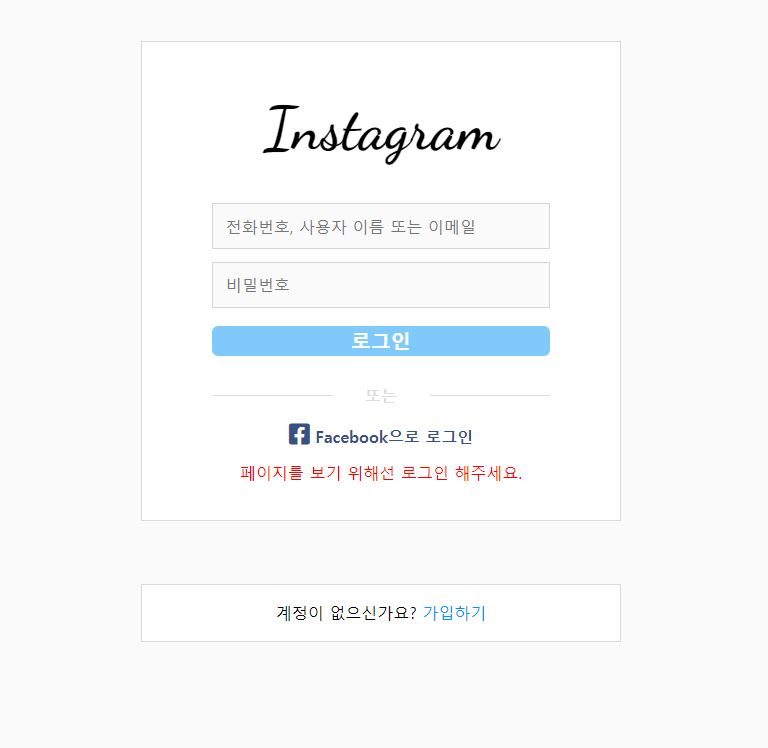 Instagram
전화번호, 사용자 이름 또는 이메일
비밀번호
로그인
또는
Facebook으로 로그인
페이지를 보기 위해선 로그인 해주세요.
계정이 없으신가요? 가입하기